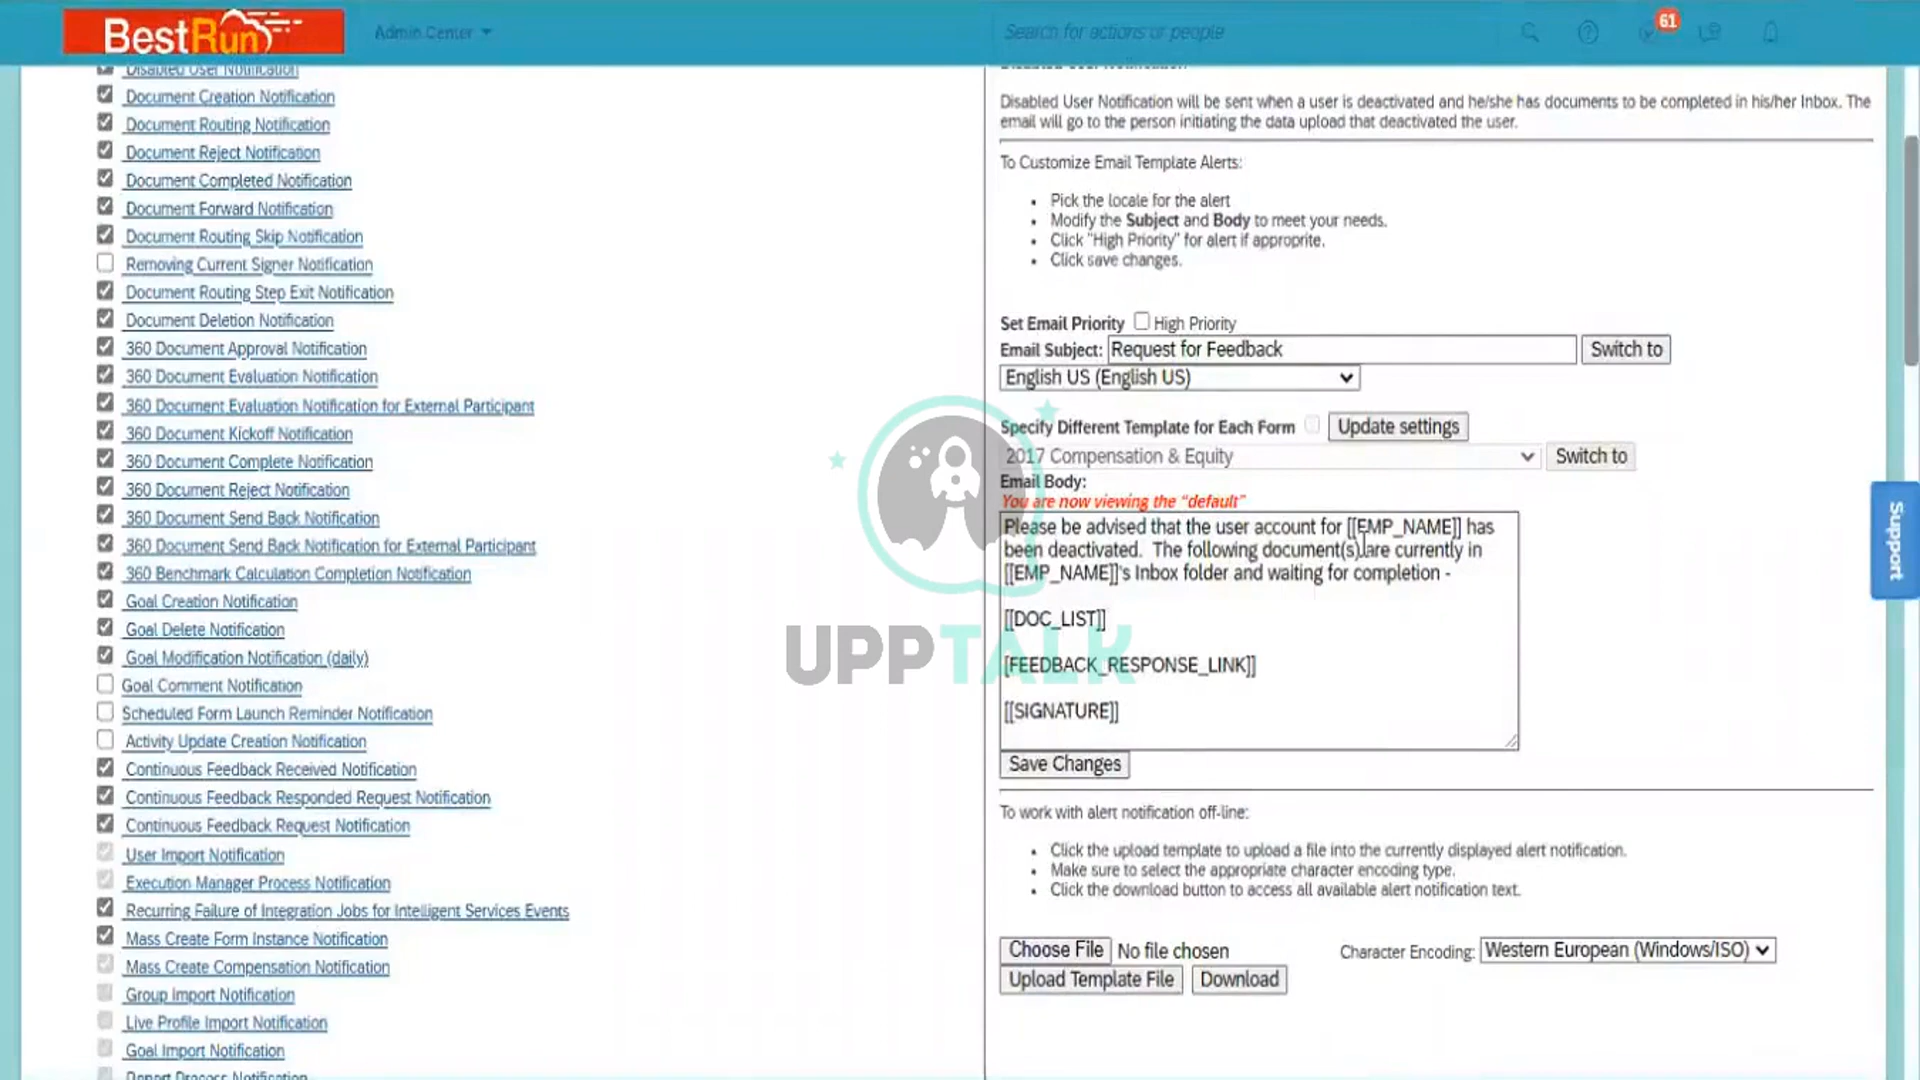 BestRun
Admin Center
Search for actions or people
61
Disabled User Notification
Document Creation Notification
Document Routing Notification
Document Reject Notification
Document Completed Notification
Document Forward Notification
Document Routing Skip Notification
Removing Current Signer Notification
Document Routing Step Exit Notification
Document Deletion Notification
360 Document Approval Notification
360 Document Evaluation Notification
360 Document Evaluation Notification for External Participant
360 Document Kickoff Notification
360 Document Complete Notification
360 Document Reject Notification
360 Document Send Back Notification
360 Document Send Back Notification for External Participant
360 Benchmark Calculation Completion Notification
Goal Creation Notification
Goal Delete Notification
Goal Modification Notification (daily)
Goal Comment Notification
Scheduled Form Launch Reminder Notification
Activity Update Creation Notification
Continuous Feedback Received Notification
Continuous Feedback Responded Request Notification
Continuous Feedback Request Notification
User Import Notification
Execution Manager Process Notification
Recurring Failure of Integration Jobs for Intelligent Services Events
Mass Create Form Instance Notification
Mass Create Compensation Notification
Group Import Notification
Live Profile Import Notification
Goal Import Notification
Report Process Notification
Disabled User Notification
Disabled User Notification will be sent when a user is deactivated and he/she has documents to be completed in his/her Inbox. The
email will go to the person initiating the data upload that deactivated the user.
To Customize Email Template Alerts:
Pick the locale for the alert
Modify the Subject and Body to meet your needs.
Click "High Priority" for alert if approprite.
Click save changes.
Set Email Priority High Priority
Email Subject: Request for Feedback Switch to
English US (English US)
Specify Different Template for Each Form Update settings
2017 Compensation & Equity Switch to
Email Body:
You are now viewing the "default"
Please be advised that the user account for [[EMP_NAME]] has
been deactivated. The following document(s) are currently in
[[EMP_NAME]]'s Inbox folder and waiting for completion -
[[DOC_LIST]]
[FEEDBACK_RESPONSE_LINK]]
[[SIGNATURE]]
Save Changes
To work with alert notification off-line:
Click the upload template to upload a file into the currently displayed alert notification.
Make sure to select the appropriate character encoding type.
Click the download button to access all available alert notification text.
Choose File No file chosen Character Encoding: Western European (Windows/ISO)
Upload Template File Download
Support
UPPTALK